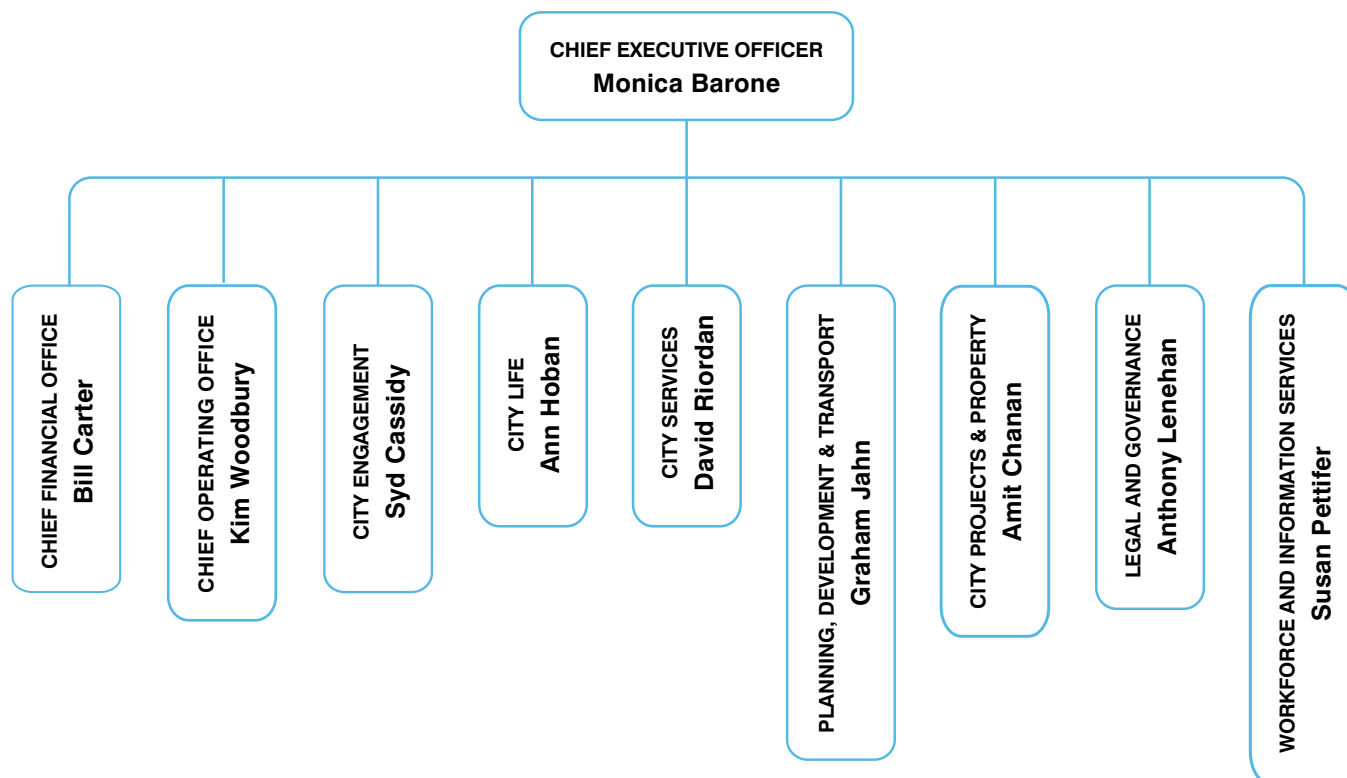 CHIEF EXECUTIVE OFFICER
Monica Barone
CHIEF FINANCIAL OFFICE
Bill Carter
CHIEF OPERATING OFFICE
Kim Woodbury
CITY ENGAGEMENT
Syd Cassidy
CITY LIFE
Ann Hoban
CITY SERVICES
David Riordan
PLANNING, DEVELOPMENT & TRANSPORT
Graham Jahn
CITY PROJECTS & PROPERTY
Amit Chanan
LEGAL AND GOVERNANCE
Anthony Lenehan
WORKFORCE AND INFORMATION SERVICES
Susan Pettifer